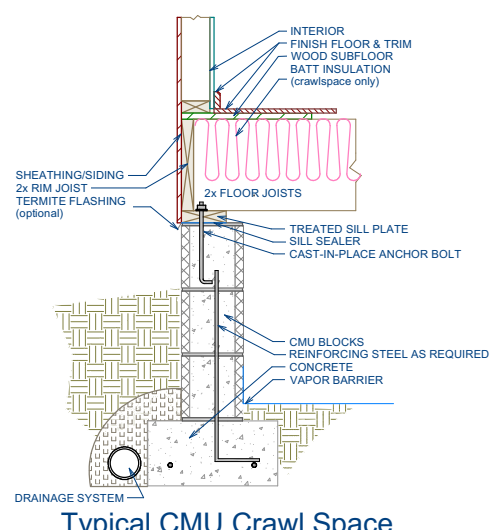 INTERIOR
FINISH FLOOR & TRIM
WOOD SUBFLOOR
BATT INSULATION
(crawlspace only)
SHEATHING/SIDING
2x RIM JOIST
TERMITE FLASHING
(optional)
2x FLOOR JOISTS
TREATED SILL PLATE
SILL SEALER
CAST-IN-PLACE ANCHOR BOLT
CMU BLOCKS
REINFORCING STEEL AS REQUIRED
CONCRETE
VAPOR BARRIER
DRAINAGE SYSTEM
Typical CMU Crawl Space